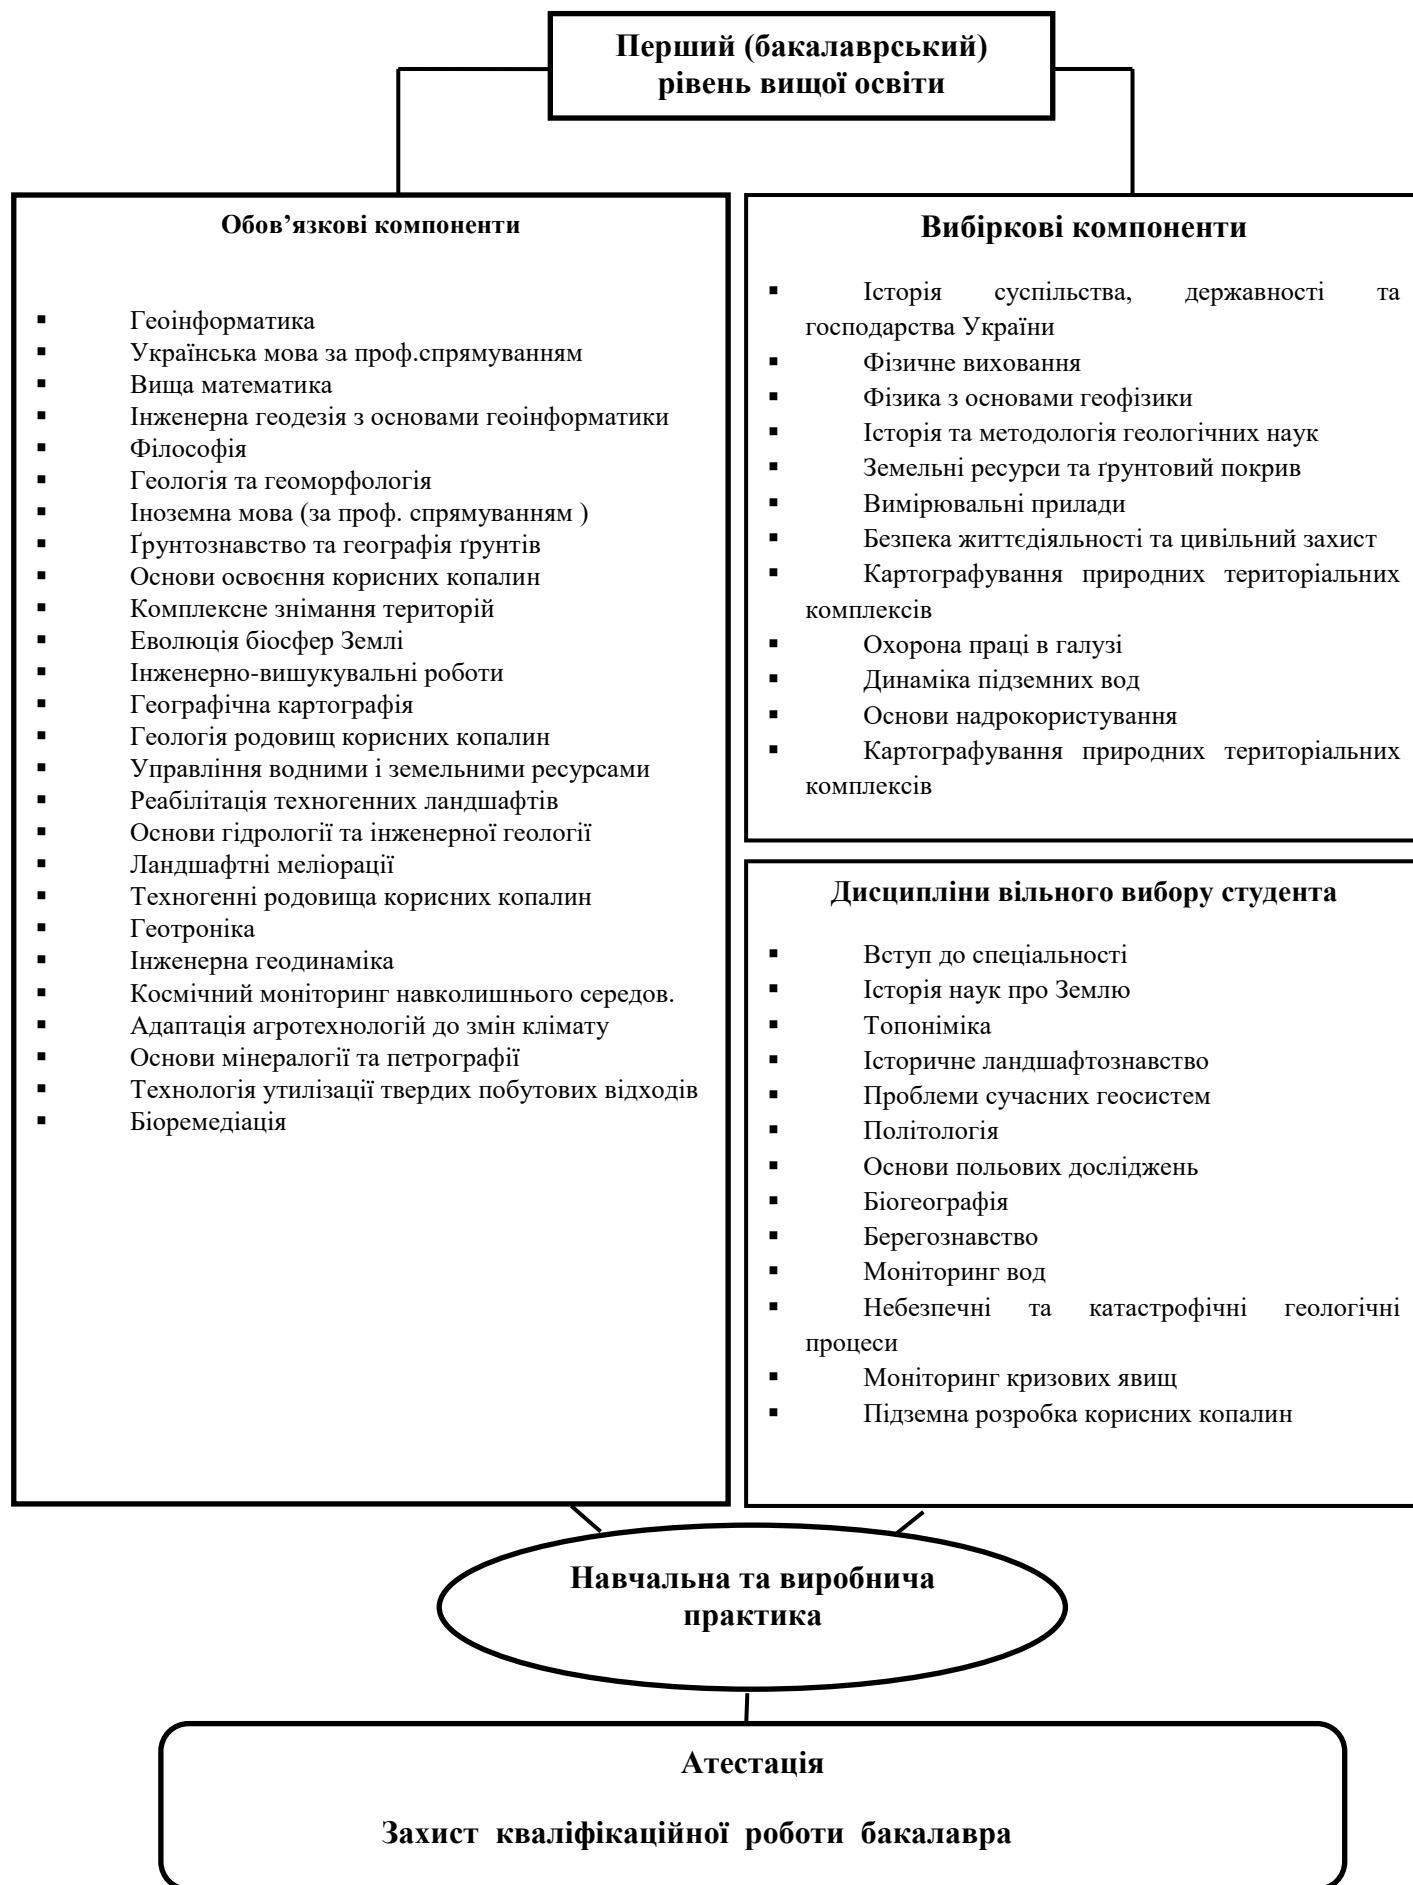 Перший (бакалаврський)
рівень вищої освіти
Обов’язкові компоненти
▪ Геоінформатика
▪ Українська мова за проф.спрямуванням
▪ Вища математика
▪ Інженерна геодезія з основами геоінформатики
▪ Філософія
▪ Геологія та геоморфологія
▪ Іноземна мова (за проф. спрямуванням )
▪ Ґрунтознавство та географія ґрунтів
▪ Основи освоєння корисних копалин
▪ Комплексне знімання територій
▪ Еволюція біосфер Землі
▪ Інженерно-вишукувальні роботи
▪ Географічна картографія
▪ Геологія родовищ корисних копалин
▪ Управління водними і земельними ресурсами
▪ Реабілітація техногенних ландшафтів
▪ Основи гідрології та інженерної геології
▪ Ландшафтні меліорації
▪ Техногенні родовища корисних копалин
▪ Геотроніка
▪ Інженерна геодинаміка
▪ Космічний моніторинг навколишнього середов.
▪ Адаптація агротехнологій до змін клімату
▪ Основи мінералогії та петрографії
▪ Технологія утилізації твердих побутових відходів
▪ Біоремедіація
Вибіркові компоненти
▪ Історія суспільства, державності та
господарства України
▪ Фізичне виховання
▪ Фізика з основами геофізики
▪ Історія та методологія геологічних наук
▪ Земельні ресурси та ґрунтовий покрив
▪ Вимірювальні прилади
▪ Безпека життєдіяльності та цивільний захист
▪ Картографування природних територіальних
комплексів
▪ Охорона праці в галузі
▪ Динаміка підземних вод
▪ Основи надрокористування
▪ Картографування природних територіальних
комплексів
Дисципліни вільного вибору студента
▪ Вступ до спеціальності
▪ Історія наук про Землю
▪ Топоніміка
▪ Історичне ландшафтознавство
▪ Проблеми сучасних геосистем
▪ Політологія
▪ Основи польових досліджень
▪ Біогеографія
▪ Берегознавство
▪ Моніторинг вод
▪ Небезпечні та катастрофічні геологічні
процеси
▪ Моніторинг кризових явищ
▪ Підземна розробка корисних копалин
Навчальна та виробнича
практика
Атестація
Захист кваліфікаційної роботи бакалавра